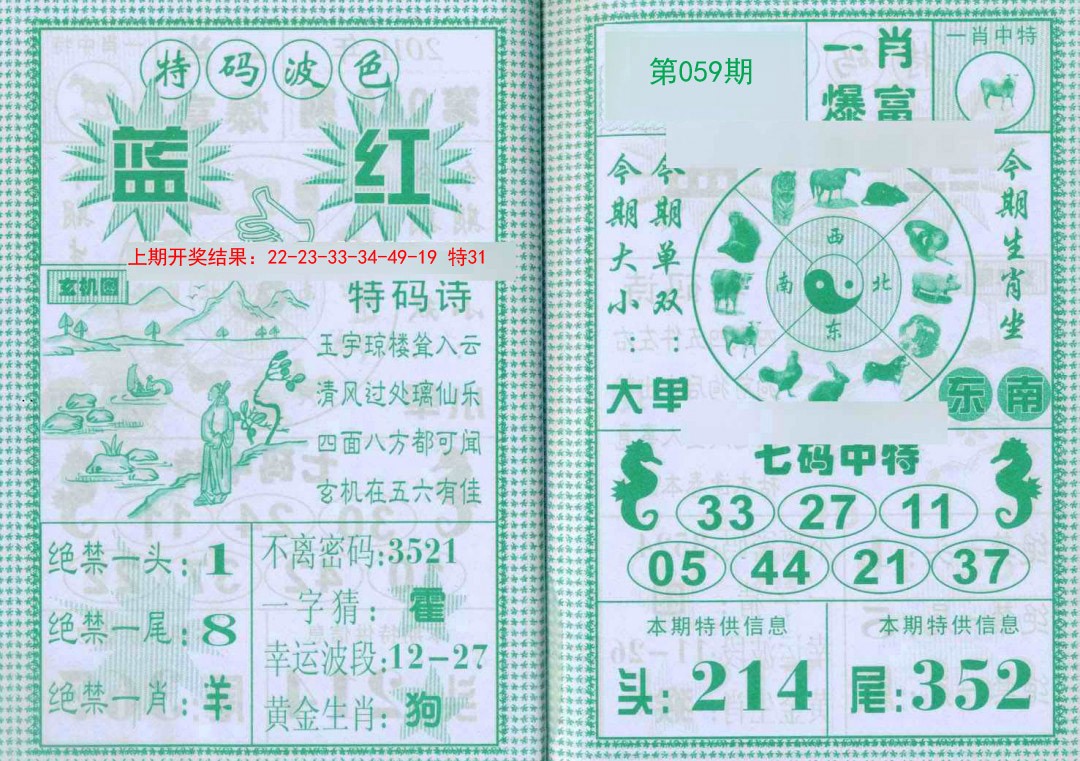 特码波色
蓝 红
上期开奖结果：22-23-33-34-49-19 特31
玄机图
特码诗
玉宇琼楼耸入云
清风过处璃仙乐
四面八方都可闻
玄机在五六有佳
绝禁一头：1
绝禁一尾：8
绝禁一肖：羊
不离密码:3521
一字猜：霍
幸运波段:12-27
黄金生肖:狗
第059期
一肖
爆富
一肖中特
今期大小：大
今期单双：单
西
南 北
东
今期生肖坐
东南
七码中特
33 27 11
05 44 21 37
本期特供信息
头:214
本期特供信息
尾:352